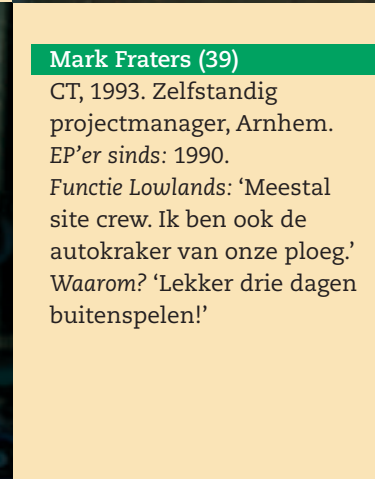 Mark Fraters (39)
CT, 1993. Zelfstandig
projectmanager, Arnhem.
EP’er sinds: 1990.
Functie Lowlands: ‘Meestal
site crew. Ik ben ook de
autokraker van onze ploeg.’
Waarom? ‘Lekker drie dagen
buitenspelen!’